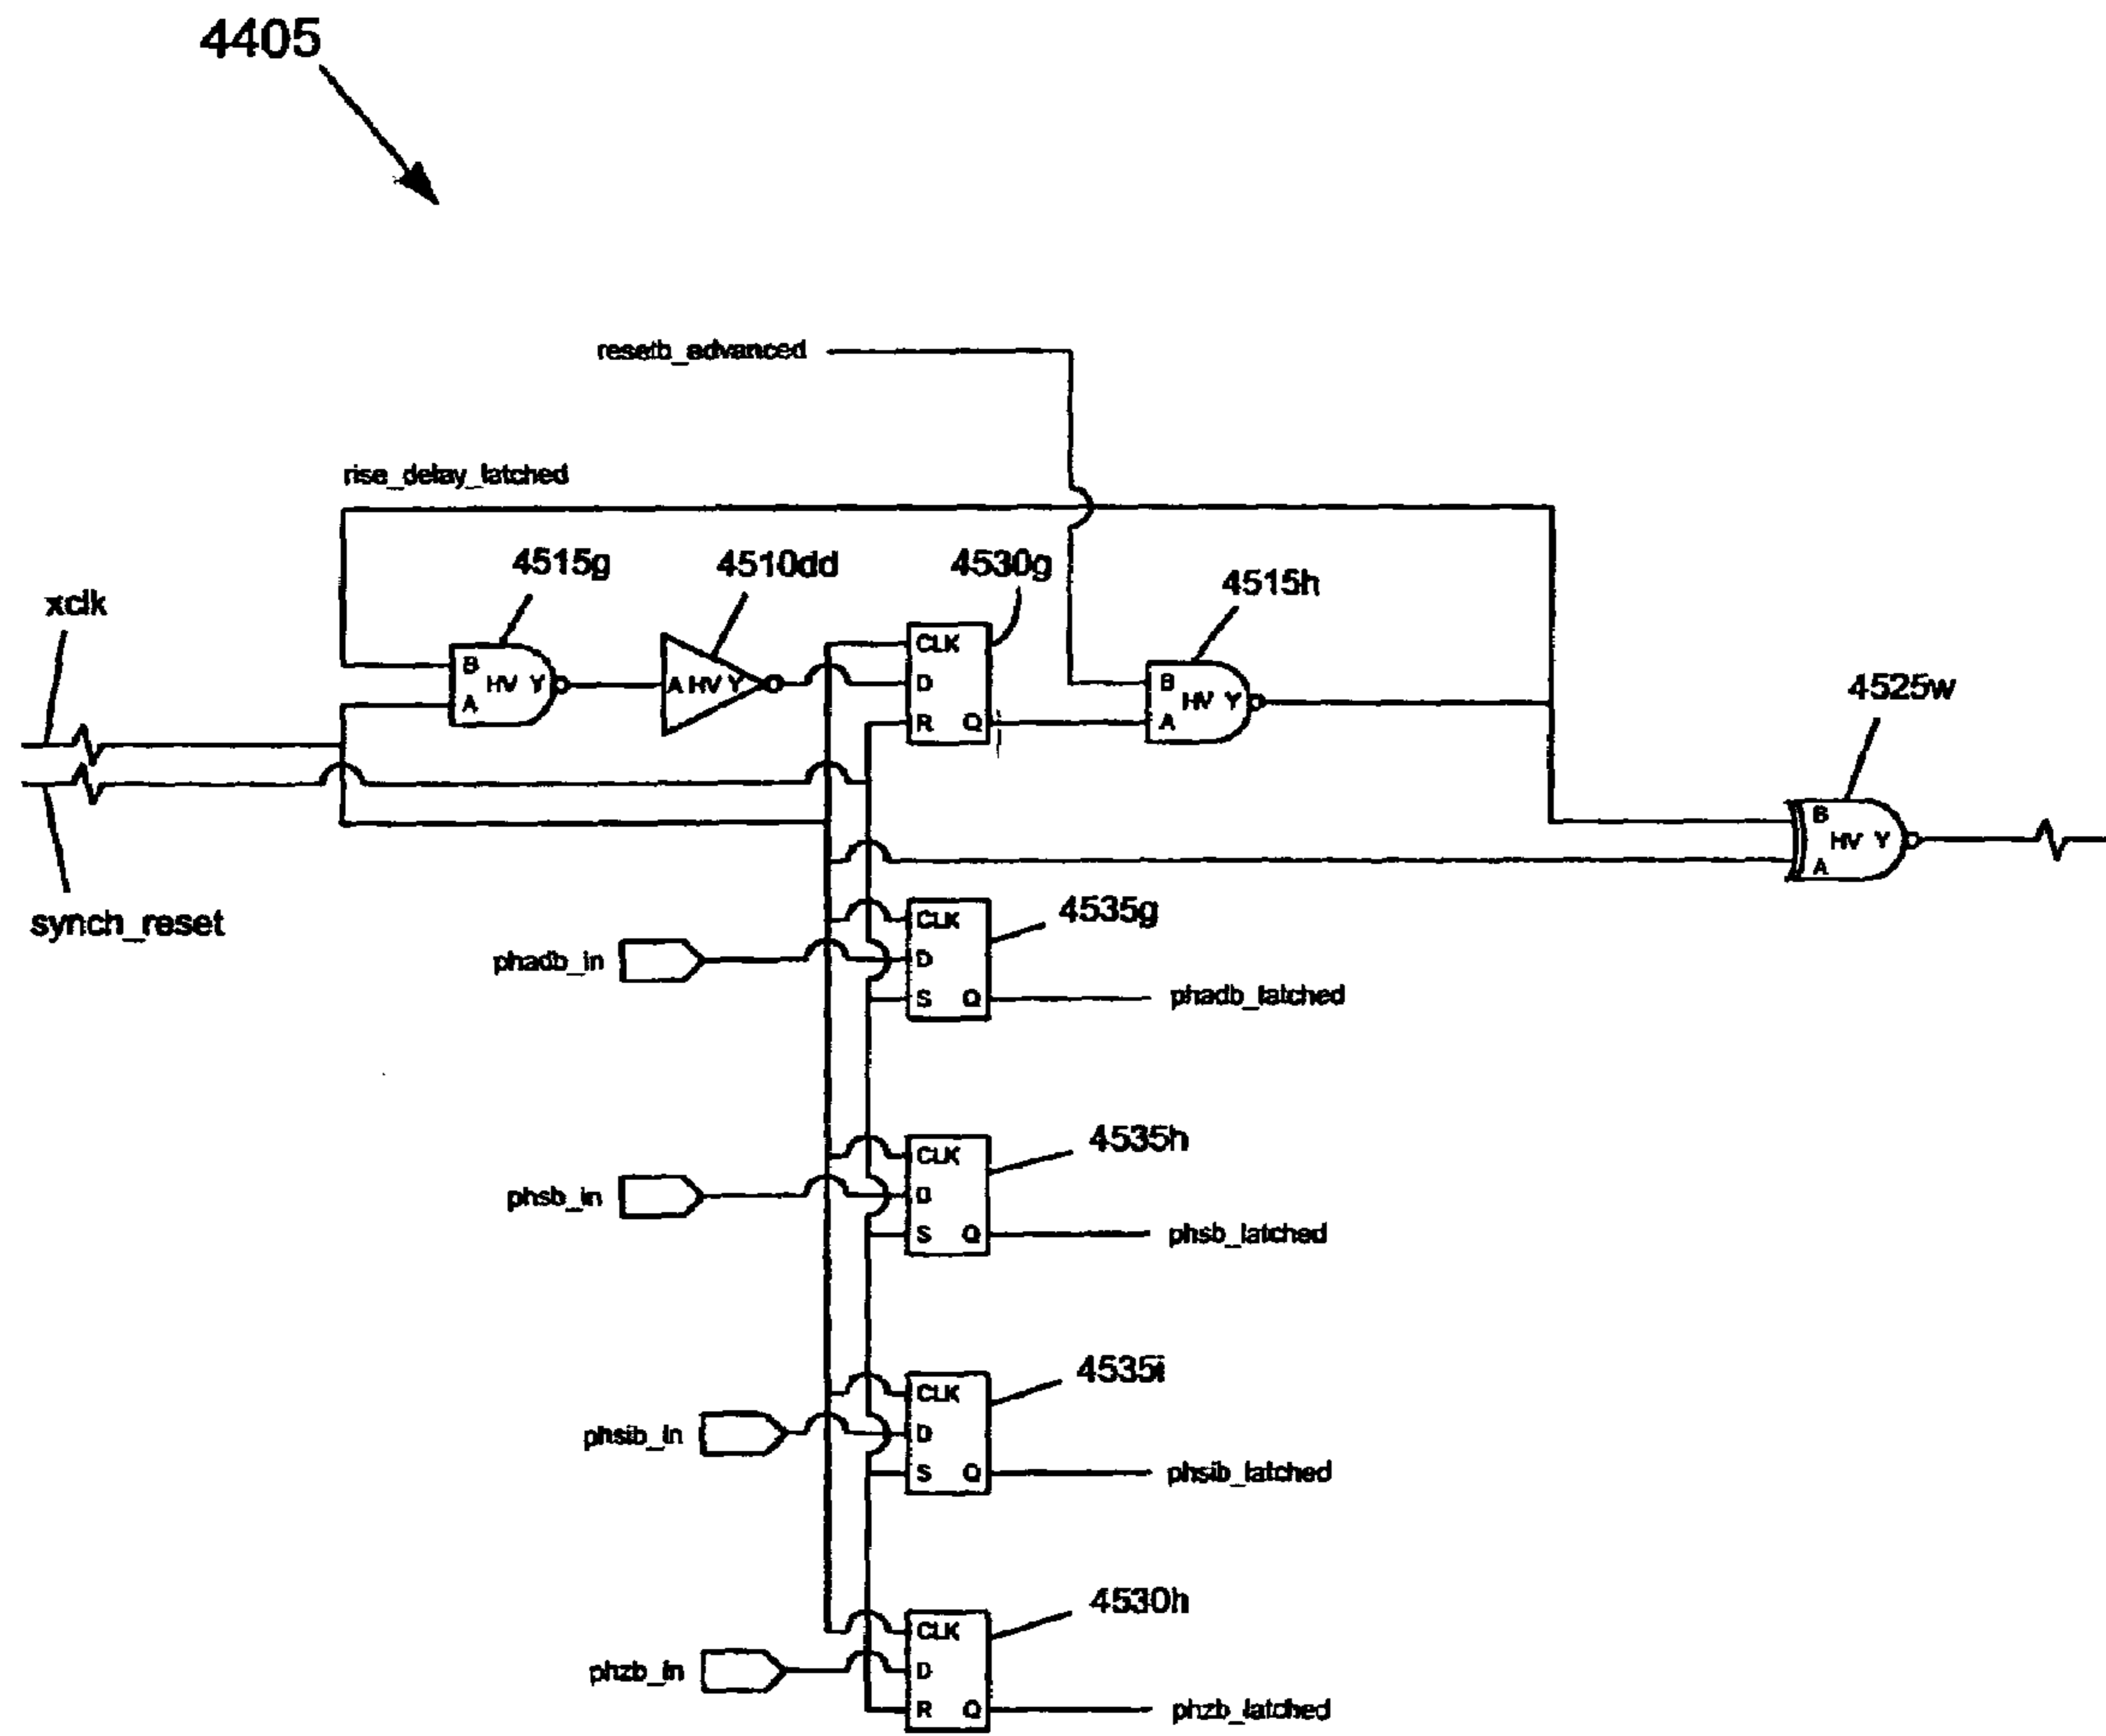 4405
resetb_advanced
rise_delay_latched
4515g
4510dd
4530g
4515h
xclk
B
A
HV Y
A HV Y
CLK
D
R Q
B
A
HV Y
4525w
B
A
HV Y
synch_reset
4535g
CLK
phadb_in
D
S Q
phadb_latched
4535h
CLK
phsb_in
D
S Q
phsb_latched
4535i
CLK
phsib_in
D
S Q
phsib_latched
4530h
CLK
phzb_in
D
R Q
phzb_latched